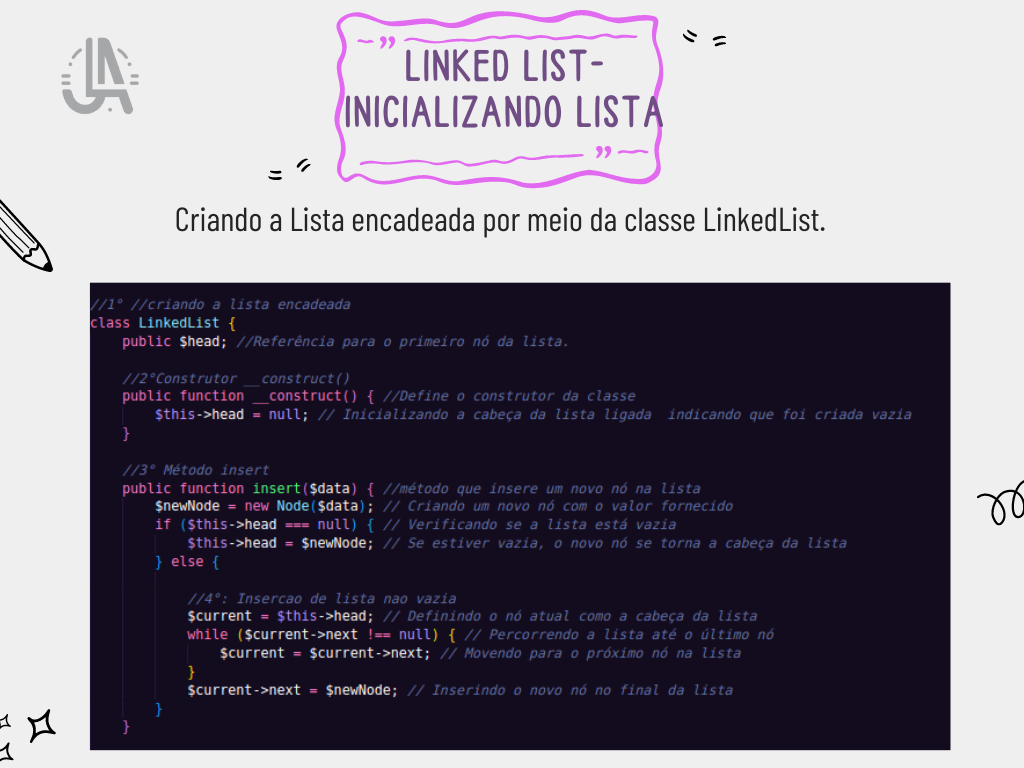 JLA
LINKED LIST-
INICIALIZANDO LISTA
Criando a Lista encadeada por meio da classe LinkedList.
//1° //criando a lista encadeada
class LinkedList {
    public $head; //Referência para o primeiro nó da lista.
    //2°Construtor __construct()
    public function __construct() { //Define o construtor da classe
        $this->head = null; // Inicializando a cabeça da lista ligada  indicando que foi criada vazia
    }
    //3° Método insert
    public function insert($data) { //método que insere um novo nó na lista
        $newNode = new Node($data); // Criando um novo nó com o valor fornecido
        if ($this->head === null) { // Verificando se a lista está vazia
            $this->head = $newNode; // Se estiver vazia, o novo nó se torna a cabeça da lista
        } else {
            //4°: Insercao de lista nao vazia
            $current = $this->head; // Definindo o nó atual como a cabeça da lista
            while ($current->next !== null) { // Percorrendo a lista até o último nó
                $current = $current->next; // Movendo para o próximo nó na lista
            }
            $current->next = $newNode; // Inserindo o novo nó no final da lista
        }
    }